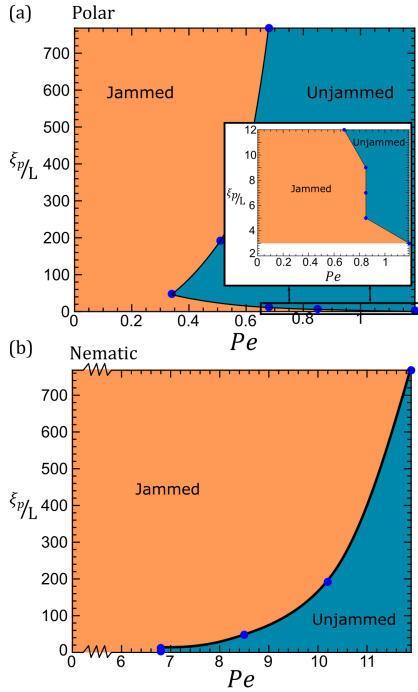 (a) Polar
700
600
500
400
300
200
100
0
ξp/L
Jammed
Unjammed
12
10
8
6
4
2
ξp/L
Jammed
Unjammed
0 0.2 0.4 0.6 0.8 1
Pe
0 0.2 0.4 0.6 0.8 1
Pe
(b) Nematic
700
600
500
400
300
200
100
0
ξp/L
Jammed
Unjammed
0 6 7 8 9 10 11
Pe